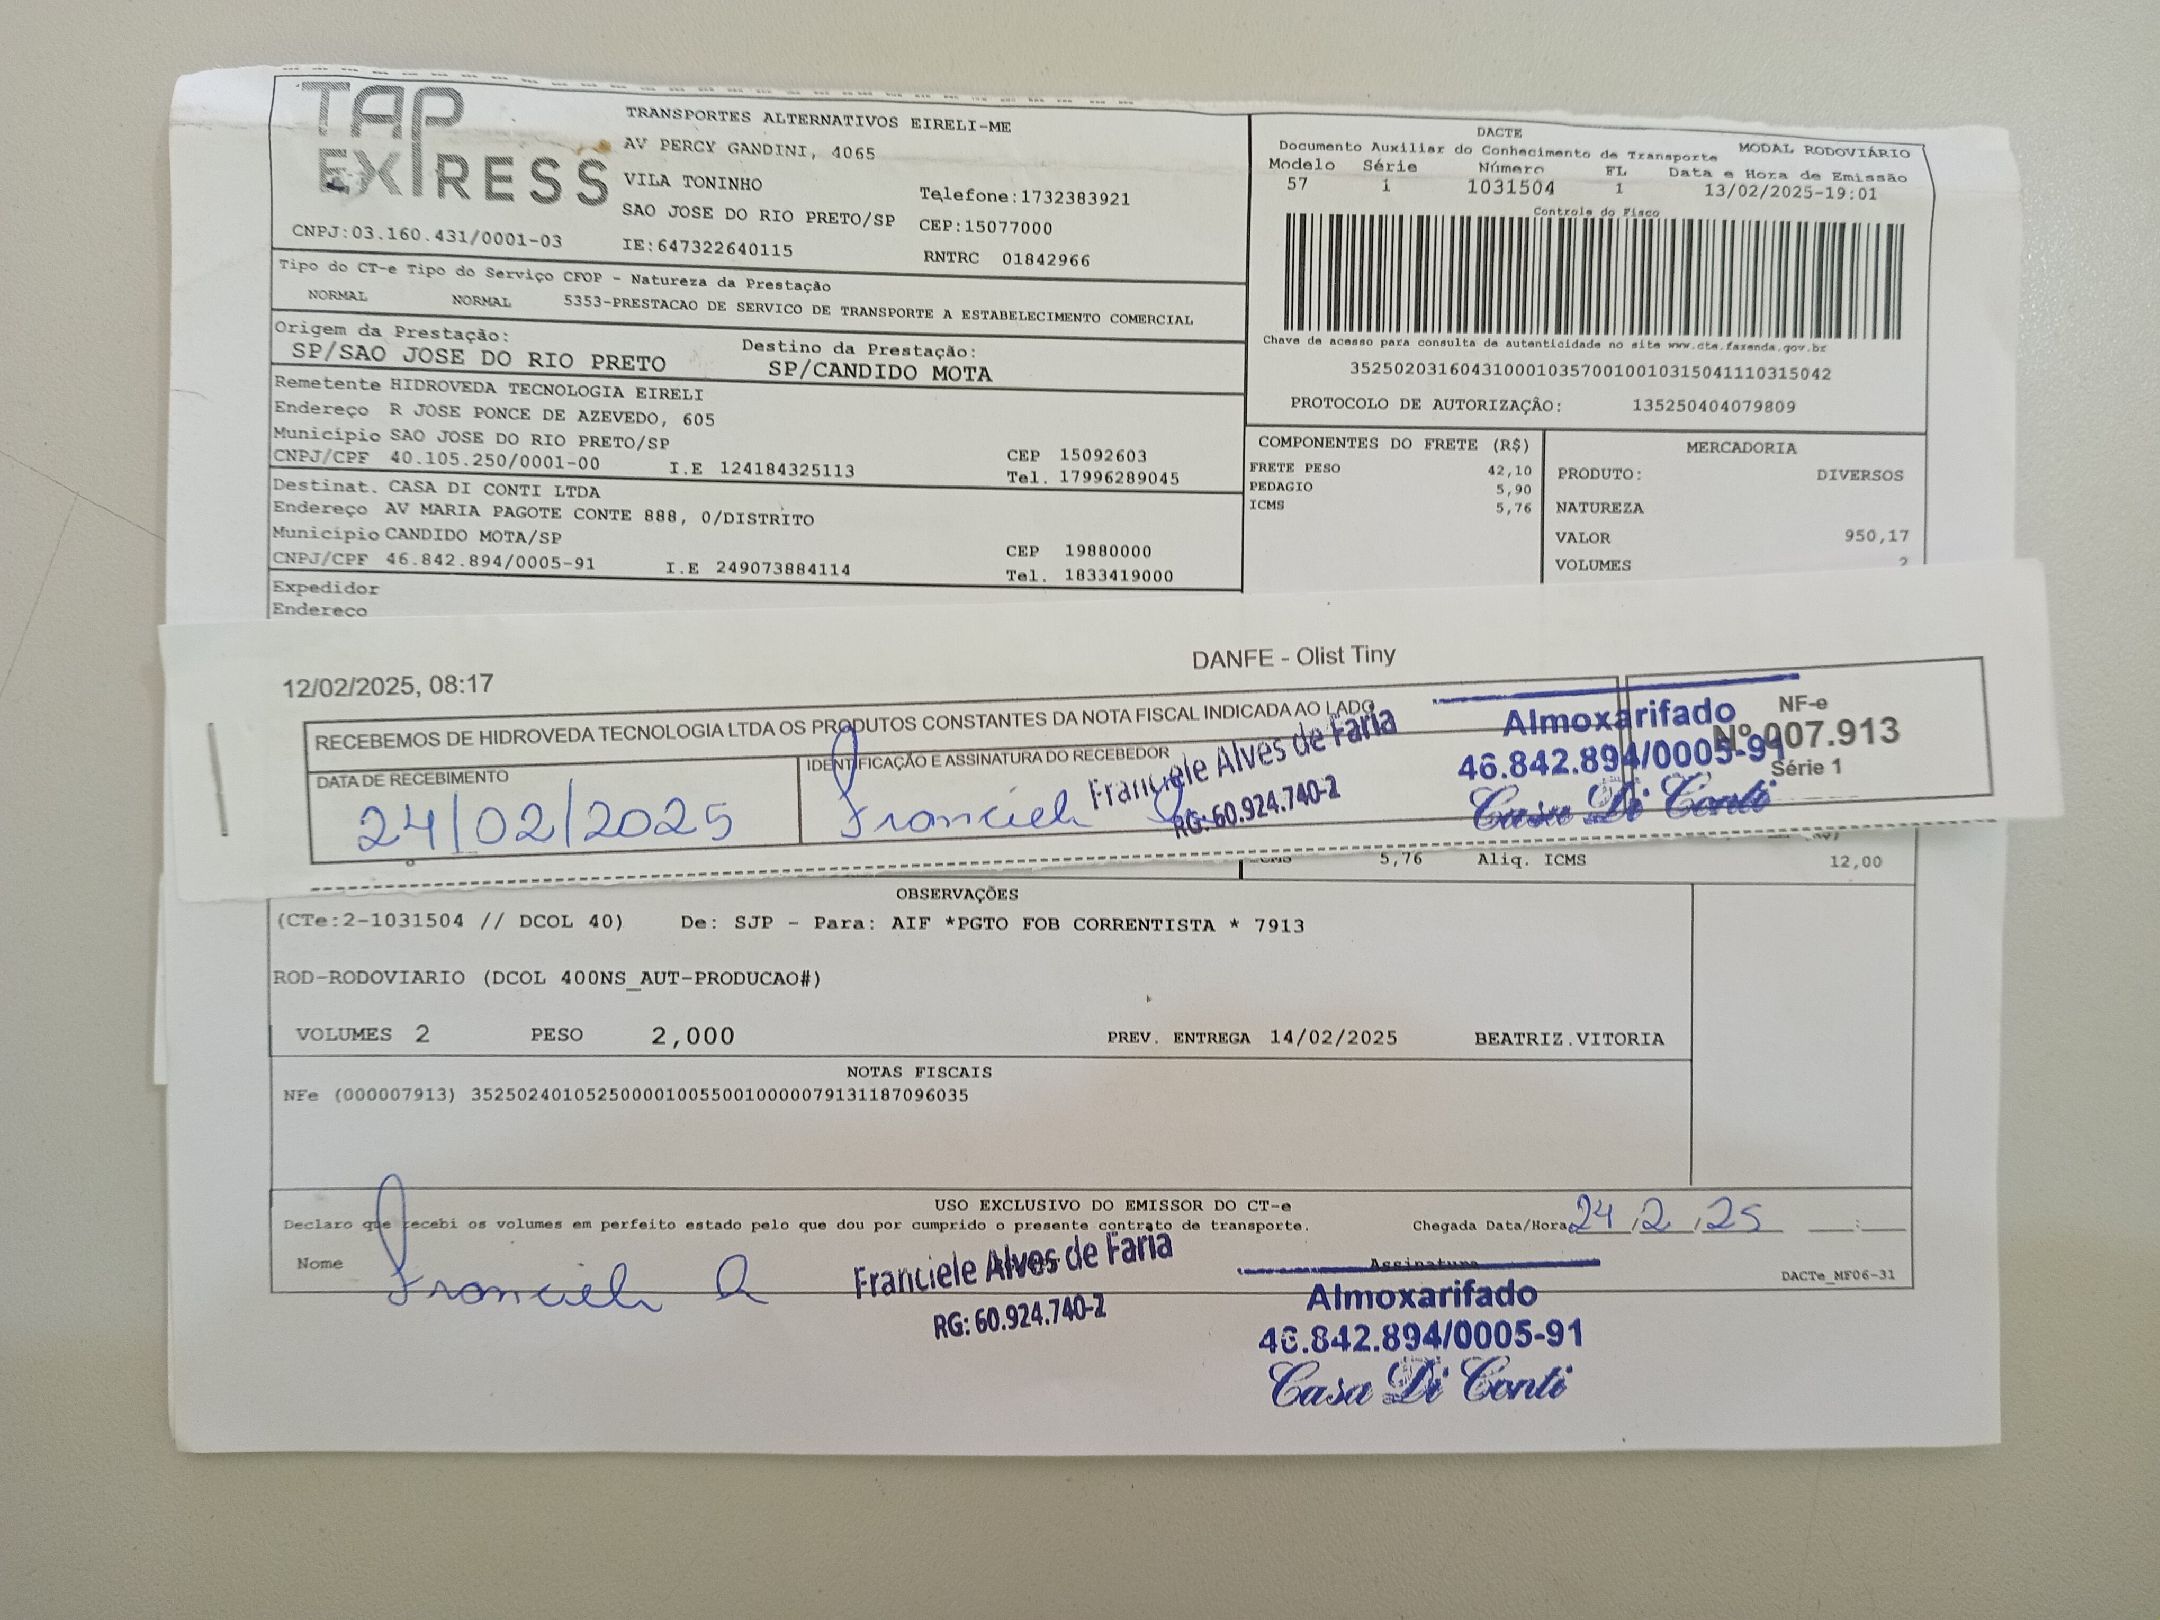 TAP
EXPRESS
TRANSPORTES ALTERNATIVOS EIRELI-ME
AV PERCY GANDINI, 4065
VILA TONINHO
Telefone:1732383921
SAO JOSE DO RIO PRETO/SP CEP:15077000
CNPJ:03.160.431/0001-03 IE:647322640115 RNTRC 01842966
Tipo do CT-e Tipo do Serviço CFOP - Natureza da Prestação
NORMAL NORMAL 5353-PRESTACAO DE SERVICO DE TRANSPORTE A ESTABELECIMENTO COMERCIAL
Origem da Prestação: Destino da Prestação:
SP/SAO JOSE DO RIO PRETO SP/CANDIDO MOTA
Remetente HIDROVEDA TECNOLOGIA EIRELI
Endereço R JOSE PONCE DE AZEVEDO, 605
Município SAO JOSE DO RIO PRETO/SP CEP 15092603
CNPJ/CPF 40.105.250/0001-00 I.E 124184325113 Tel. 17996289045
Destinat. CASA DI CONTI LTDA
Endereço AV MARIA PAGOTE CONTE 888, 0/DISTRITO
Município CANDIDO MOTA/SP CEP 19880000
CNPJ/CPF 46.842.894/0005-91 I.E 249073884114 Tel. 1833419000
Expedidor
Endereco
DACTE
Documento Auxiliar do Conhecimento de Transporte MODAL RODOVIÁRIO
Modelo Série Número FL Data e Hora de Emissão
57 1 1031504 1 13/02/2025-19:01
Controle do Fisco
Chave de acesso para consulta de autenticidade no site www.cte.fazenda.gov.br
35250203160431000103570010010315041110315042
PROTOCOLO DE AUTORIZAÇÃO: 135250404079809
COMPONENTES DO FRETE (R$) MERCADORIA
FRETE PESO 42,10 PRODUTO: DIVERSOS
PEDAGIO 5,90
ICMS 5,76 NATUREZA
VALOR 950,17
VOLUMES 2
12/02/2025, 08:17 DANFE - Olist Tiny
RECEBEMOS DE HIDROVEDA TECNOLOGIA LTDA OS PRODUTOS CONSTANTES DA NOTA FISCAL INDICADA AO LADO
NF-e
Nº 007.913
Série 1
DATA DE RECEBIMENTO IDENTIFICAÇÃO E ASSINATURA DO RECEBEDOR
24/02/2025 Franciele
Franciele Alves de Faria
RG: 60.924.740-2
Almoxarifado
46.842.894/0005-91
Casa Di Conti
5,76 Aliq. ICMS 12,00
OBSERVAÇÕES
(CTe:2-1031504 // DCOL 40) De: SJP - Para: AIF *PGTO FOB CORRENTISTA * 7913
ROD-RODOVIARIO (DCOL 400NS_AUT-PRODUCAO#)
VOLUMES 2 PESO 2,000 PREV. ENTREGA 14/02/2025 BEATRIZ.VITORIA
NOTAS FISCAIS
NFe (000007913) 35250240105250000100550010000079131187096035
USO EXCLUSIVO DO EMISSOR DO CT-e
Declaro que recebi os volumes em perfeito estado pelo que dou por cumprido o presente contrato de transporte. Chegada Data/Hora 24/2/25 __:__
Nome Franciele A
Franciele Alves de Faria
RG: 60.924.740-2
Assinatura
DACTe_MF06-31
Almoxarifado
46.842.894/0005-91
Casa Di Conti